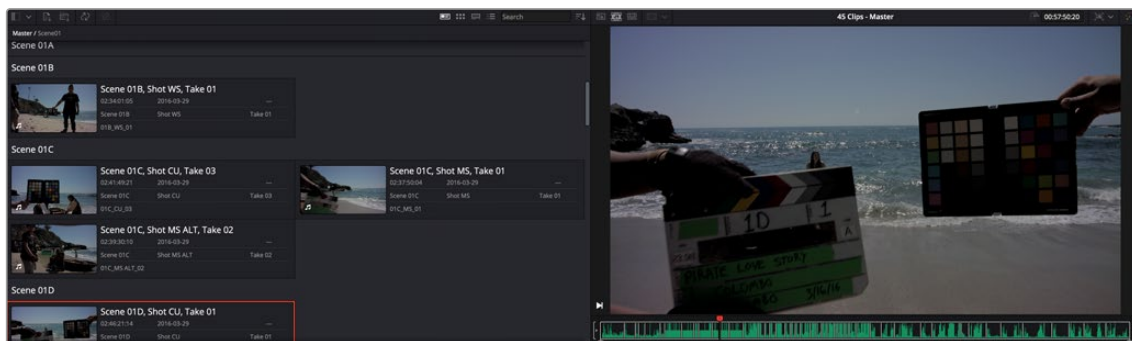 Search
45 Clips - Master
00:57:50:20
Master / Scene01
Scene 01A
Scene 01B
Scene 01B, Shot WS, Take 01
02:34:01:05 2016-03-29 --
Scene 01B Shot WS Take 01
01B_WS_01
Scene 01C
Scene 01C, Shot CU, Take 03
02:41:49:21 2016-03-29 --
Scene 01C Shot CU Take 03
01C_CU_03
Scene 01C, Shot MS, Take 01
02:37:50:04 2016-03-29 --
Scene 01C Shot MS Take 01
01C_MS_01
Scene 01C, Shot MS ALT, Take 02
02:39:30:10 2016-03-29 --
Scene 01C Shot MS ALT Take 02
01C_MS ALT_02
Scene 01D
Scene 01D, Shot CU, Take 01
02:46:21:14 2016-03-29 --
Scene 01D Shot CU Take 01
1D 1
A
PIRATE LOVE STORY
3/16/16